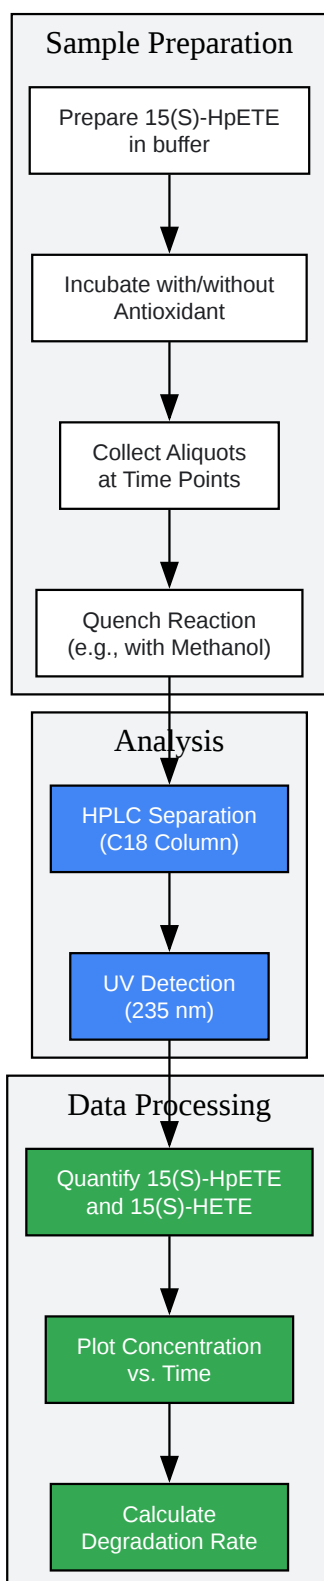 Sample Preparation
Prepare 15(S)-HpETE
in buffer
Incubate with/without
Antioxidant
Collect Aliquots
at Time Points
Quench Reaction
(e.g., with Methanol)
Analysis
HPLC Separation
(C18 Column)
UV Detection
(235 nm)
Data Processing
Quantify 15(S)-HpETE
and 15(S)-HETE
Plot Concentration
vs. Time
Calculate
Degradation Rate